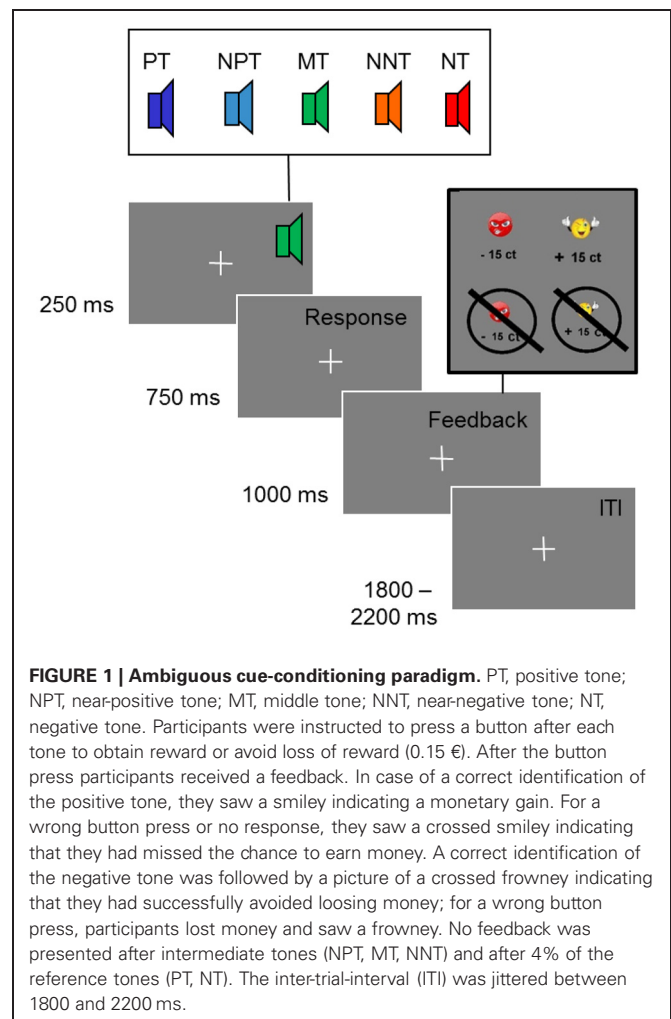 PT NPT MT NNT NT
- 15 ct + 15 ct
- 15 Ct + 15 Ct
250 ms
Response
750 ms
Feedback
1000 ms
ITI
1800 –
2200 ms
FIGURE 1 | Ambiguous cue-conditioning paradigm. PT, positive tone;
NPT, near-positive tone; MT, middle tone; NNT, near-negative tone; NT,
negative tone. Participants were instructed to press a button after each
tone to obtain reward or avoid loss of reward (0.15 €). After the button
press participants received a feedback. In case of a correct identification of
the positive tone, they saw a smiley indicating a monetary gain. For a
wrong button press or no response, they saw a crossed smiley indicating
that they had missed the chance to earn money. A correct identification of
the negative tone was followed by a picture of a crossed frowney indicating
that they had successfully avoided loosing money; for a wrong button
press, participants lost money and saw a frowney. No feedback was
presented after intermediate tones (NPT, MT, NNT) and after 4% of the
reference tones (PT, NT). The inter-trial-interval (ITI) was jittered between
1800 and 2200 ms.